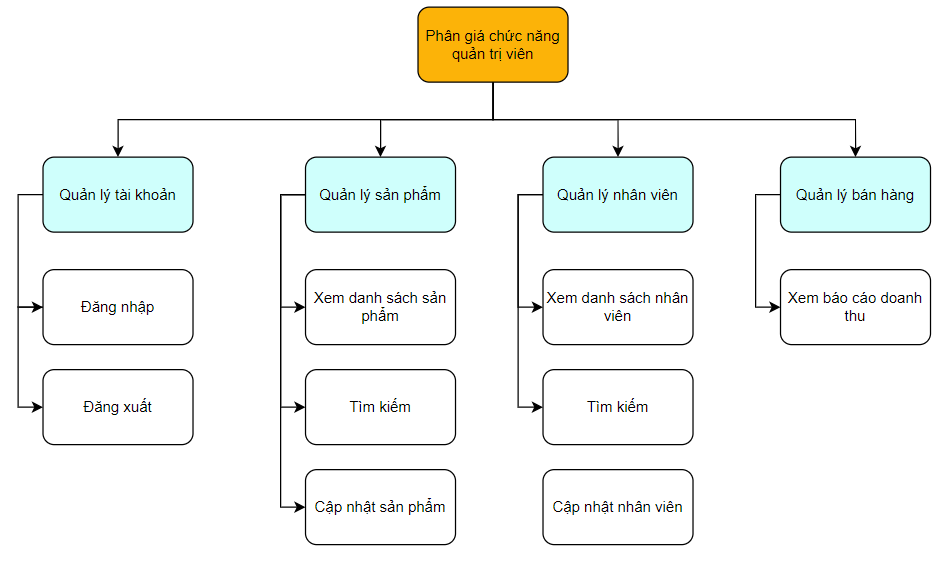 Phân giá chức năng
quản trị viên
Quản lý tài khoản
Quản lý sản phẩm
Quản lý nhân viên
Quản lý bán hàng
Đăng nhập
Xem danh sách sản
phẩm
Xem danh sách nhân
viên
Xem báo cáo doanh
thu
Đăng xuất
Tìm kiếm
Tìm kiếm
Cập nhật sản phẩm
Cập nhật nhân viên